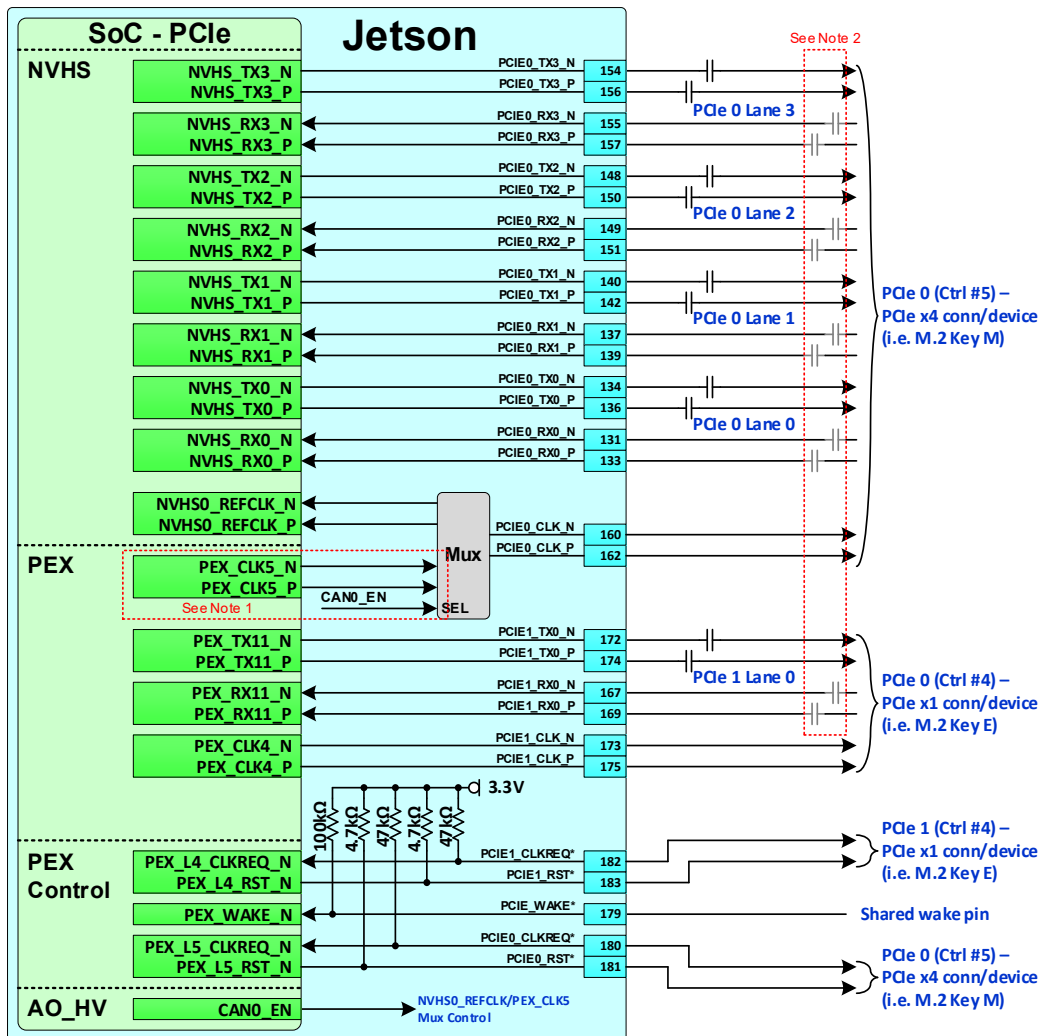 SoC - PCIe
Jetson
See Note 2
NVHS
NVHS_TX3_N PCIE0_TX3_N 154
NVHS_TX3_P PCIE0_TX3_P 156
PCIe 0 Lane 3
NVHS_RX3_N PCIE0_RX3_N 155
NVHS_RX3_P PCIE0_RX3_P 157
NVHS_TX2_N PCIE0_TX2_N 148
NVHS_TX2_P PCIE0_TX2_P 150
PCIe 0 Lane 2
NVHS_RX2_N PCIE0_RX2_N 149
NVHS_RX2_P PCIE0_RX2_P 151
NVHS_TX1_N PCIE0_TX1_N 140
NVHS_TX1_P PCIE0_TX1_P 142
PCIe 0 Lane 1
NVHS_RX1_N PCIE0_RX1_N 137
NVHS_RX1_P PCIE0_RX1_P 139
PCIe 0 (Ctrl #5) –
PCIe x4 conn/device
(i.e. M.2 Key M)
NVHS_TX0_N PCIE0_TX0_N 134
NVHS_TX0_P PCIE0_TX0_P 136
PCIe 0 Lane 0
NVHS_RX0_N PCIE0_RX0_N 131
NVHS_RX0_P PCIE0_RX0_P 133
NVHS0_REFCLK_N
NVHS0_REFCLK_P
PCIE0_CLK_N 160
PCIE0_CLK_P 162
Mux
PEX
PEX_CLK5_N
PEX_CLK5_P
See Note 1
CAN0_EN
SEL
PEX_TX11_N PCIE1_TX0_N 172
PEX_TX11_P PCIE1_TX0_P 174
PCIe 1 Lane 0
PEX_RX11_N PCIE1_RX0_N 167
PEX_RX11_P PCIE1_RX0_P 169
PEX_CLK4_N PCIE1_CLK_N 173
PEX_CLK4_P PCIE1_CLK_P 175
PCIe 0 (Ctrl #4) –
PCIe x1 conn/device
(i.e. M.2 Key E)
3.3V
100kΩ
4.7kΩ
47kΩ
4.7kΩ
47kΩ
PEX
Control
PEX_L4_CLKREQ_N PCIE1_CLKREQ* 182
PEX_L4_RST_N PCIE1_RST* 183
PCIe 1 (Ctrl #4) –
PCIe x1 conn/device
(i.e. M.2 Key E)
PEX_WAKE_N PCIE_WAKE* 179 Shared wake pin
PEX_L5_CLKREQ_N PCIE0_CLKREQ* 180
PEX_L5_RST_N PCIE0_RST* 181
PCIe 0 (Ctrl #5) –
PCIe x4 conn/device
(i.e. M.2 Key M)
AO_HV
CAN0_EN
NVHS0_REFCLK/PEX_CLK5
Mux Control